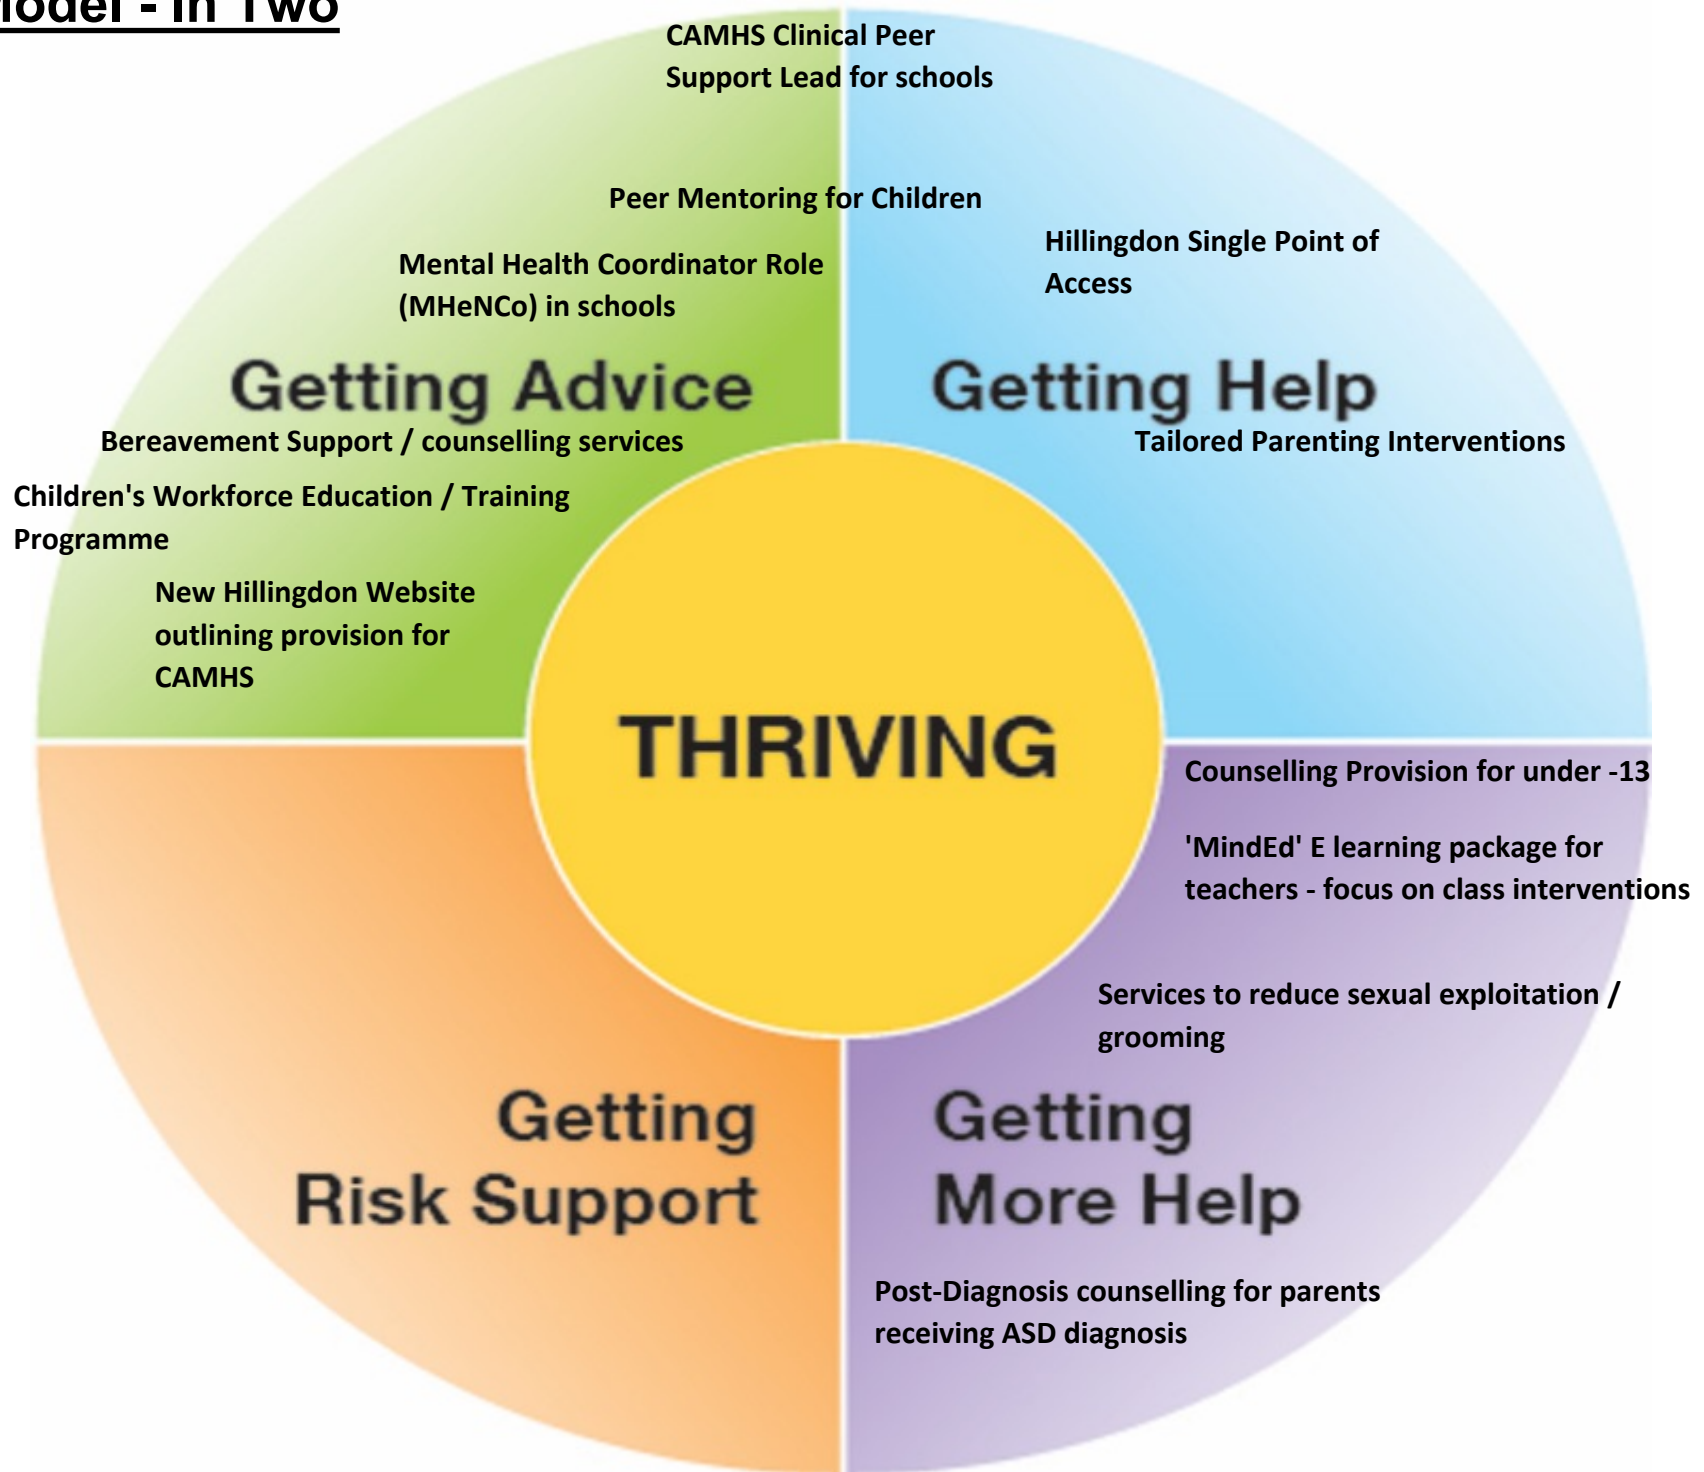 Model - In Two
CAMHS Clinical Peer
Support Lead for schools
Peer Mentoring for Children
Hillingdon Single Point of
Access
Mental Health Coordinator Role
(MHeNCo) in schools
Getting Advice
Getting Help
Bereavement Support / counselling services
Tailored Parenting Interventions
Children's Workforce Education / Training
Programme
New Hillingdon Website
outlining provision for
CAMHS
THRIVING
Counselling Provision for under -13
'MindEd' E learning package for
teachers - focus on class interventions
Services to reduce sexual exploitation /
grooming
Getting
Risk Support
Getting
More Help
Post-Diagnosis counselling for parents
receiving ASD diagnosis